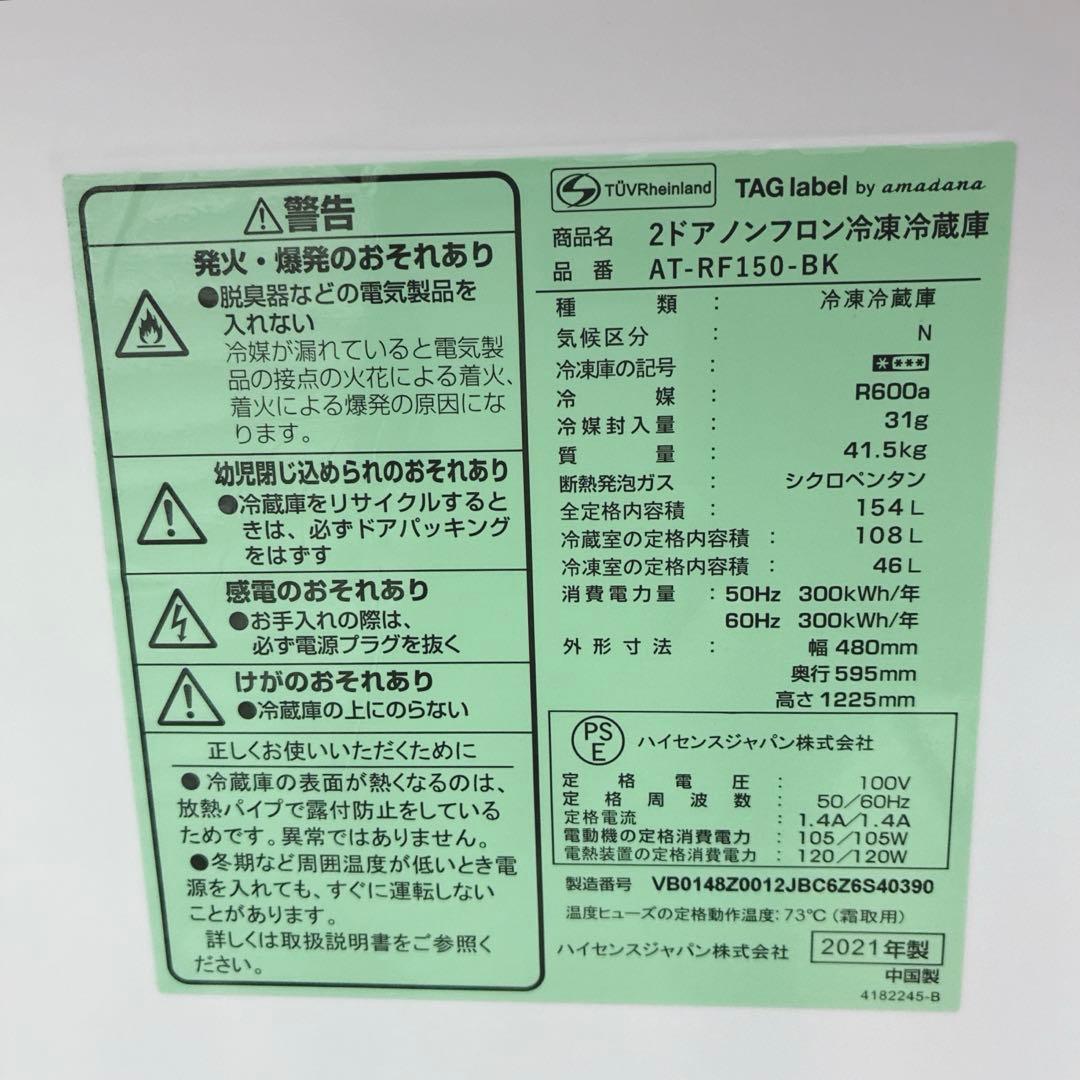 ⚠警告
発火・爆発のおそれあり
●脱臭器などの電気製品を
入れない
冷媒が漏れていると電気製
品の接点の火花による着火、
着火による爆発の原因にな
ります。
幼児閉じ込められのおそれあり
●冷蔵庫をリサイクルすると
きは、必ずドアパッキング
をはずす
感電のおそれあり
●お手入れの際は、
必ず電源プラグを抜く
けがのおそれあり
●冷蔵庫の上にのらない
正しくお使いいただくために
●冷蔵庫の表面が熱くなるのは、
放熱パイプで露付防止をしている
ためです。異常ではありません。
●冬期など周囲温度が低いとき電
源を入れても、すぐに運転しない
ことがあります。
詳しくは取扱説明書をご参照く
ださい。
TÜVRheinland TAG label by amadana
商品名 2ドアノンフロン冷凍冷蔵庫
品番 AT-RF150-BK
種類 : 冷凍冷蔵庫
気候区分 : N
冷凍庫の記号 : ****
冷媒 : R600a
冷媒封入量 : 31g
質量 : 41.5kg
断熱発泡ガス : シクロペンタン
全定格内容積 : 154L
冷蔵室の定格内容積 : 108L
冷凍室の定格内容積 : 46L
消費電力量 : 50Hz 300kWh/年
60Hz 300kWh/年
外形寸法 : 幅 480mm
奥行 595mm
高さ 1225mm
PSE ハイセンスジャパン株式会社
定格電圧 : 100V
定格周波数 : 50/60Hz
定格電流 : 1.4A/1.4A
電動機の定格消費電力 : 105/105W
電熱装置の定格消費電力 : 120/120W
製造番号 VB0148Z0012JBC6Z6S40390
温度ヒューズの定格動作温度:73℃(霜取用)
ハイセンスジャパン株式会社 2021年製
中国製
4182245-B